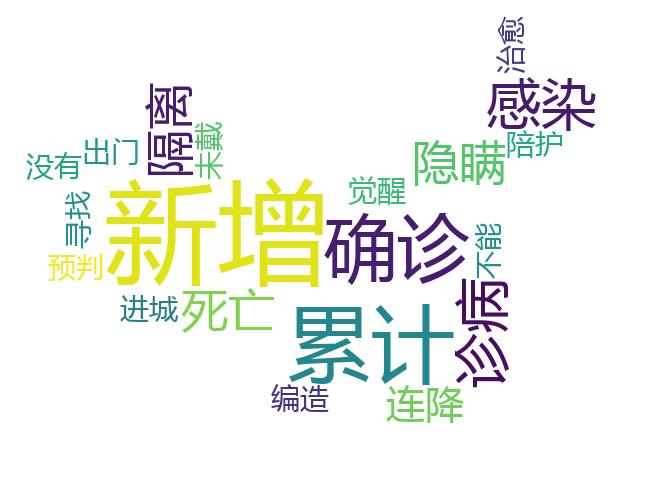 治愈
感染
隔离
未戴
陪护
出门
没有
隐瞒
觉醒
新增
寻找
确诊
不能
预判
进城
死亡
累计
诊病
编造
连降